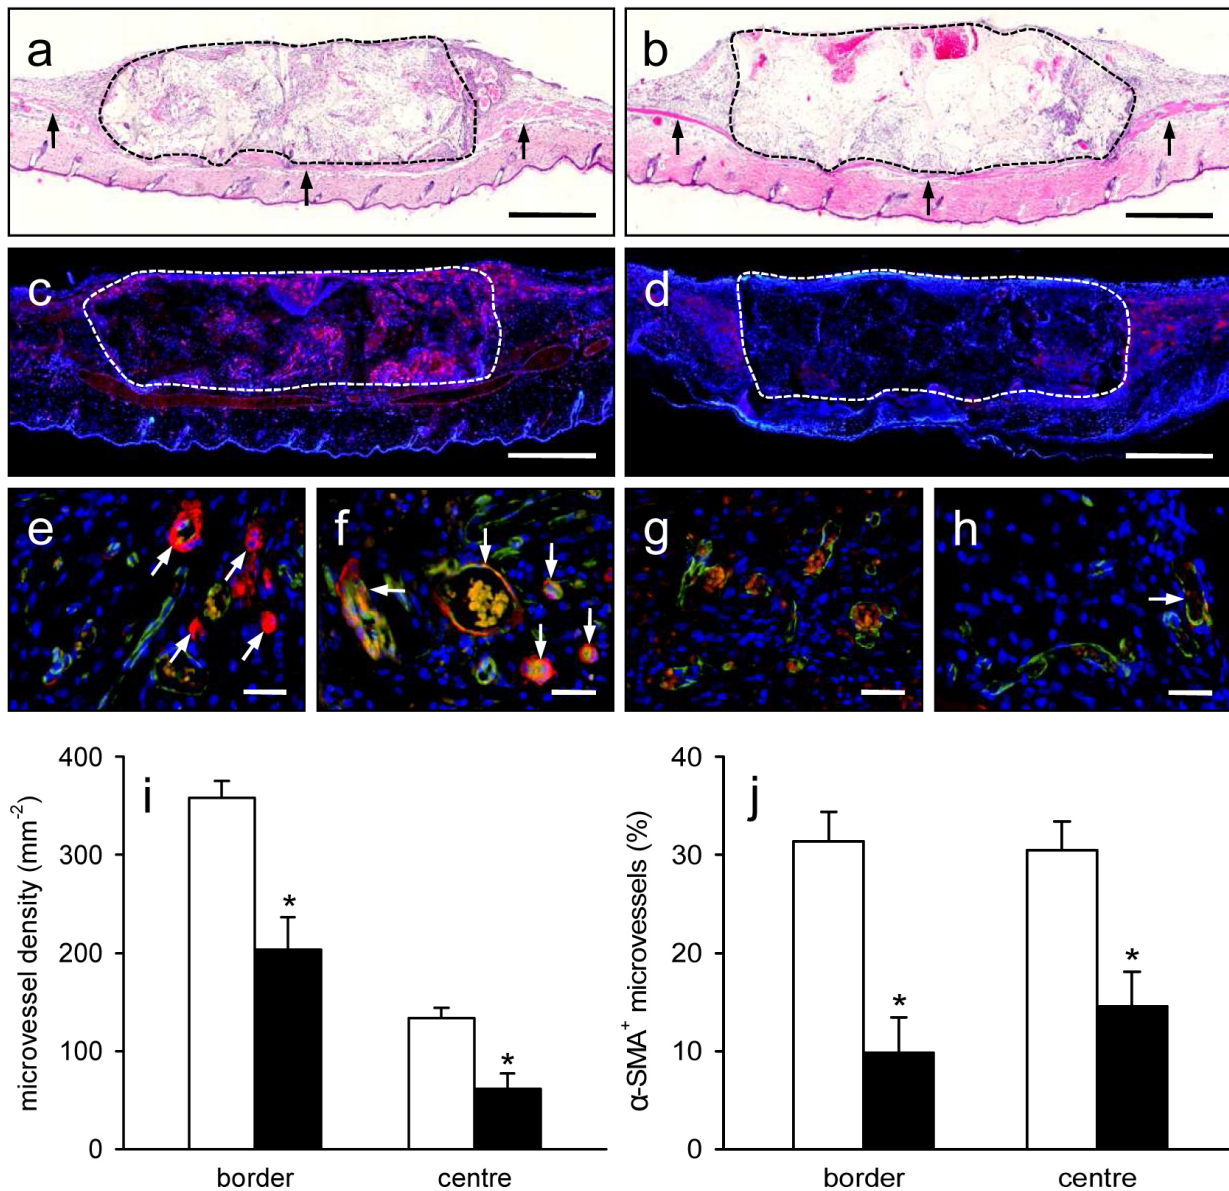 a
b
c
d
e
f
g
h
i
microvessel density (mm⁻²)
400
300
200
100
0
*
*
border
centre
j
α-SMA⁺ microvessels (%)
40
30
20
10
0
*
*
border
centre